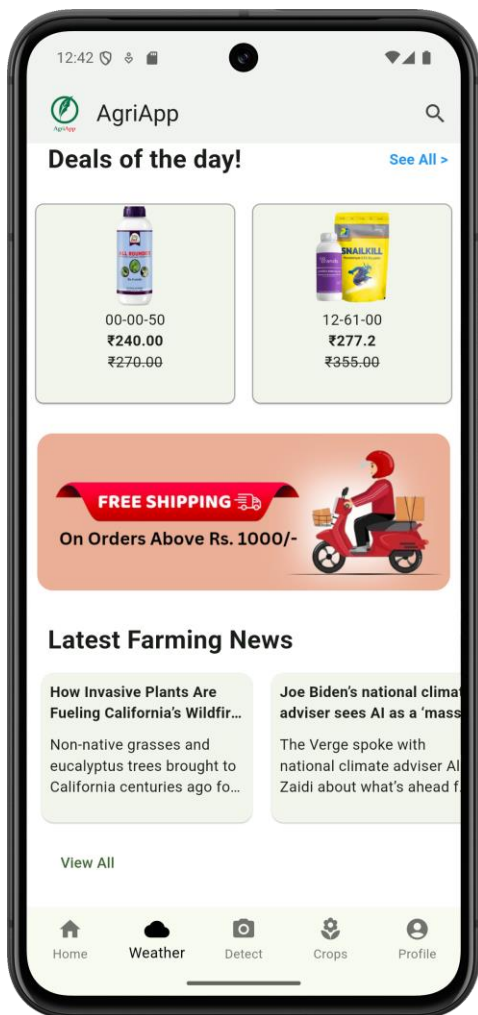 12:42
AgriApp
AgriApp
Deals of the day!
See All >
SNAILKILL
00-00-50
₹240.00
₹270.00
12-61-00
₹277.2
₹355.00
FREE SHIPPING
On Orders Above Rs. 1000/-
Latest Farming News
How Invasive Plants Are
Fueling California's Wildfir...
Non-native grasses and
eucalyptus trees brought to
California centuries ago fo...
Joe Biden's national clima
adviser sees AI as a 'mass
The Verge spoke with
national climate adviser Al
Zaidi about what's ahead f.
View All
Home
Weather
Detect
Crops
Profile